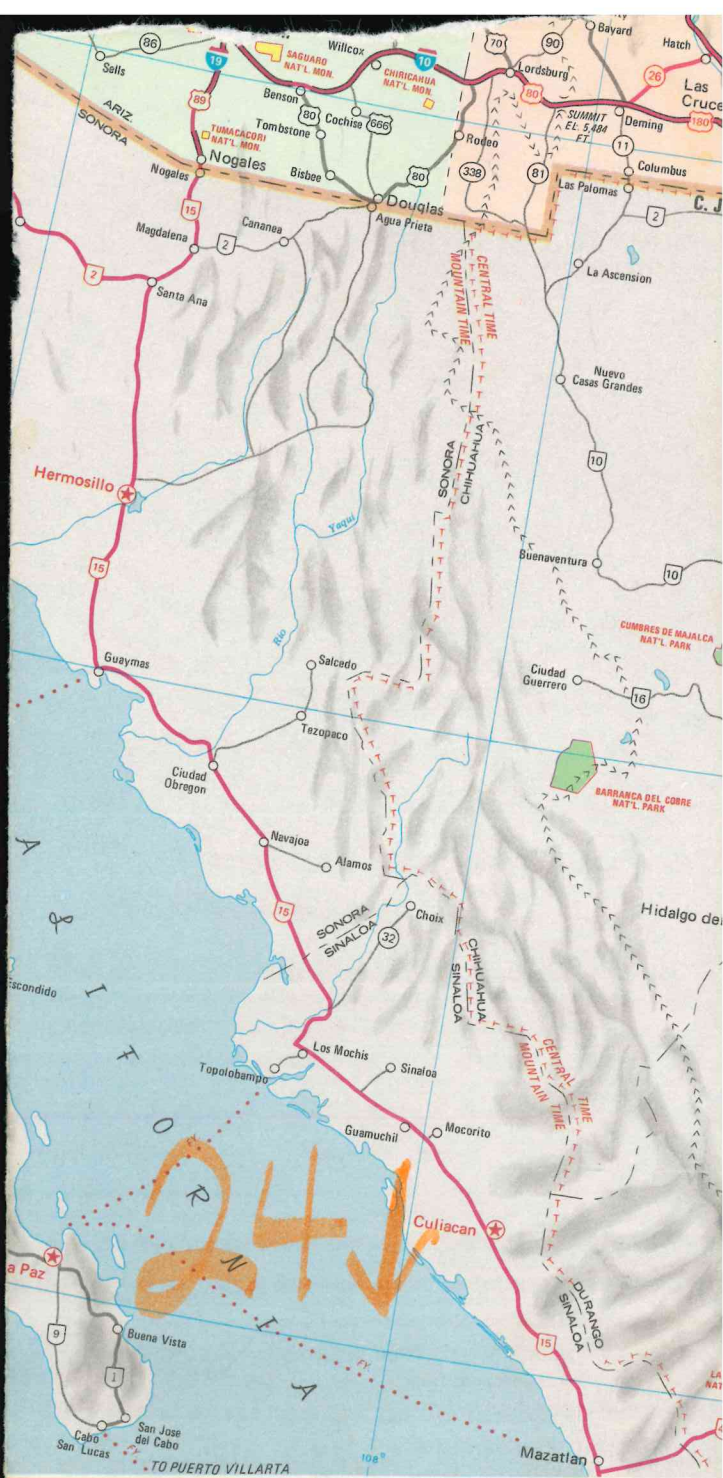 86
Sells
19
SAGUARO
NAT'L. MON.
Willcox
10
CHIRICAHUA
NAT'L. MON.
70
90
Bayard
Hatch
Lordsburg
26
Las
Cruce
80
180
SUMMIT
EL. 5,484
FT.
Deming
Benson
80
Tombstone
Cochise
666
89
ARIZ
SONORA
TUMACACORI
NAT'L. MON.
Nogales
Nogales
Bisbee
80
Rodeo
338
81
11
Columbus
Las Palomas
C. J
2
Douglas
Agua Prieta
15
Magdalena
2
Cananea
2
Santa Ana
La Ascension
CENTRAL TIME
MOUNTAIN TIME
Nuevo
Casas Grandes
10
SONORA
CHIHUAHUA
Hermosillo
Yaqui
Rio
15
Buenaventura
10
CUMBRES DE MAJALCA
NAT'L. PARK
Guaymas
Salcedo
Ciudad
Guerrero
16
Tezopaco
Ciudad
Obregon
BARRANCA DEL COBRE
NAT'L. PARK
Navajoa
Alamos
15
SONORA
SINALOA
Choix
32
Hidalgo del
CHIHUAHUA
SINALOA
Escondido
Los Mochis
Topolobampo
Sinaloa
CENTRAL TIME
MOUNTAIN TIME
Guamuchil
Mocorito
A & I F O R N I A
24
Culiacan
a Paz
DURANGO
SINALOA
9
Buena Vista
1
15
FY
FY
FY
LA
NAT
San Jose
del Cabo
Cabo
San Lucas
108°
Mazatlan
4
TO PUERTO VILLARTA